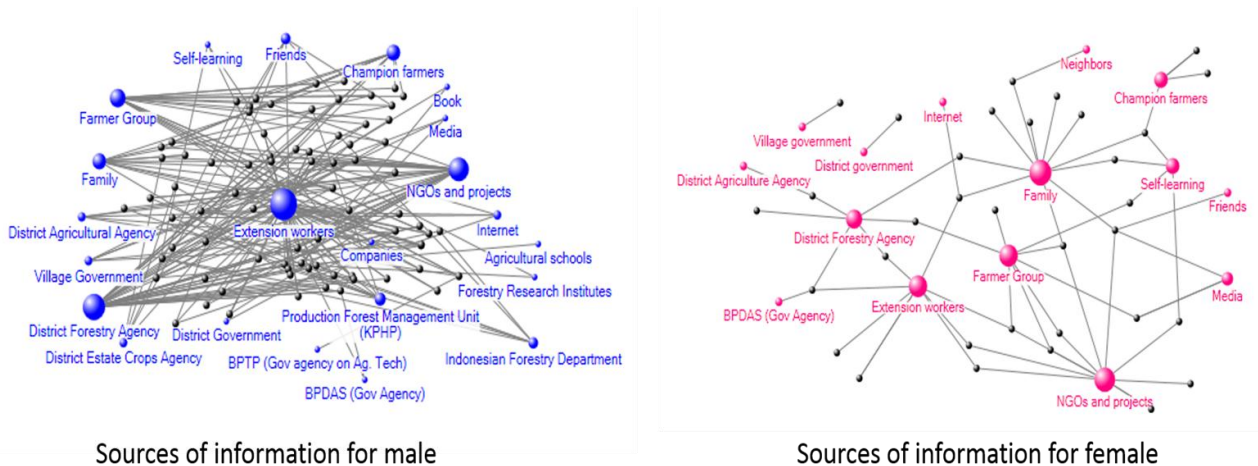 Self-learning
Friends
Champion farmers
Book
Farmer Group
Media
Family
NGOs and projects
Extension workers
Internet
District Agricultural Agency
Companies
Agricultural schools
Village Government
Forestry Research Institutes
District Forestry Agency
District Government
Production Forest Management Unit
(KPHP)
District Estate Crops Agency
BPTP (Gov agency on Ag. Tech)
Indonesian Forestry Department
BPDAS (Gov Agency)
Sources of information for male
Neighbors
Champion farmers
Internet
Village government
District government
District Agriculture Agency
Family
Self-learning
Friends
District Forestry Agency
Farmer Group
Media
BPDAS (Gov Agency)
Extension workers
NGOs and projects
Sources of information for female